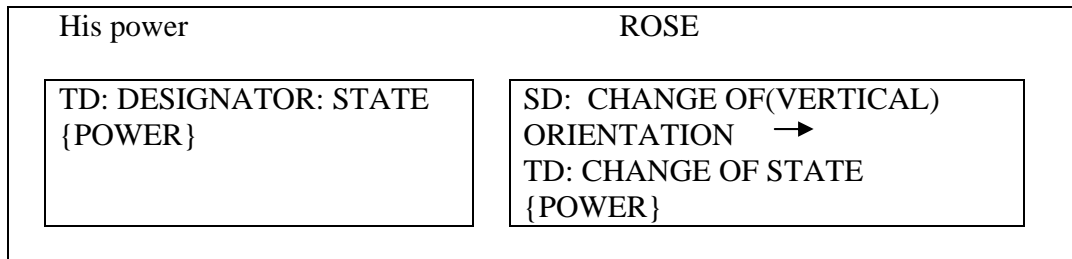 His power ROSE
TD: DESIGNATOR: STATE
{POWER}
SD: CHANGE OF(VERTICAL)
ORIENTATION →
TD: CHANGE OF STATE
{POWER}